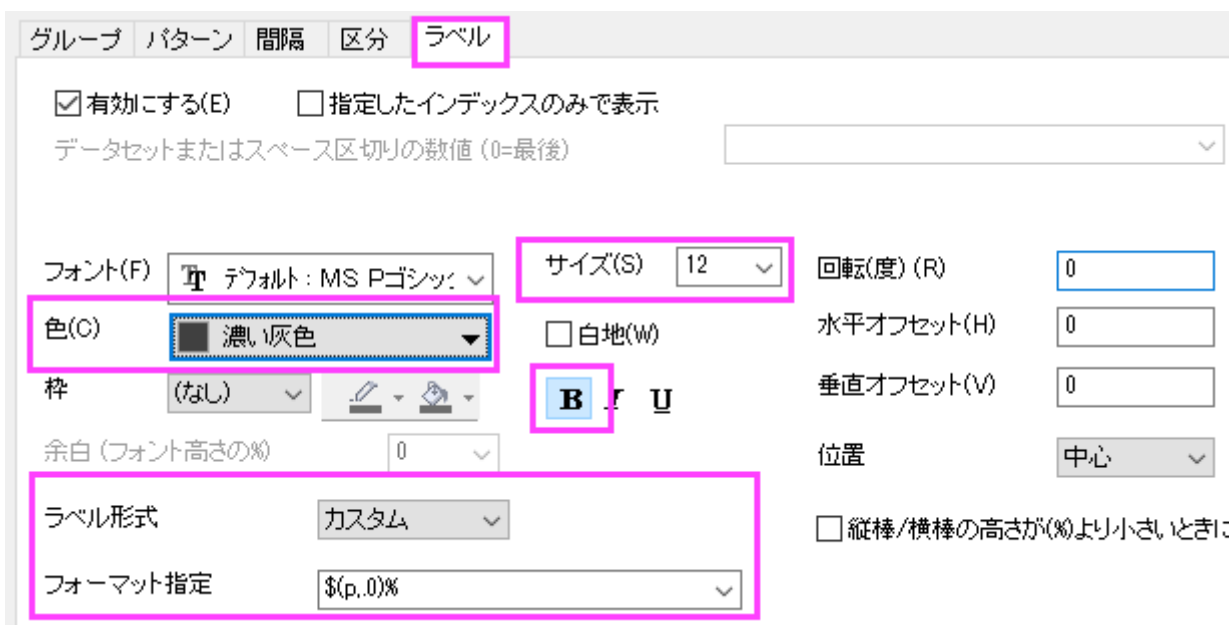 グループ パターン 間隔 区分 ラベル
有効にする(E) 指定したインデックスのみで表示
データセットまたはスペース区切りの数値 (0=最後)
フォント(F) デフォルト : MS Pゴシック サイズ(S) 12 回転(度) (R) 0
色(C) 濃い灰色 白地(W) 水平オフセット(H) 0
枠 (なし) B I U 垂直オフセット(V) 0
余白 (フォント高さの%) 0 位置 中心
ラベル形式 カスタム 縦棒/横棒の高さが(%)より小さいときに
フォーマット指定 $(p,.0)%